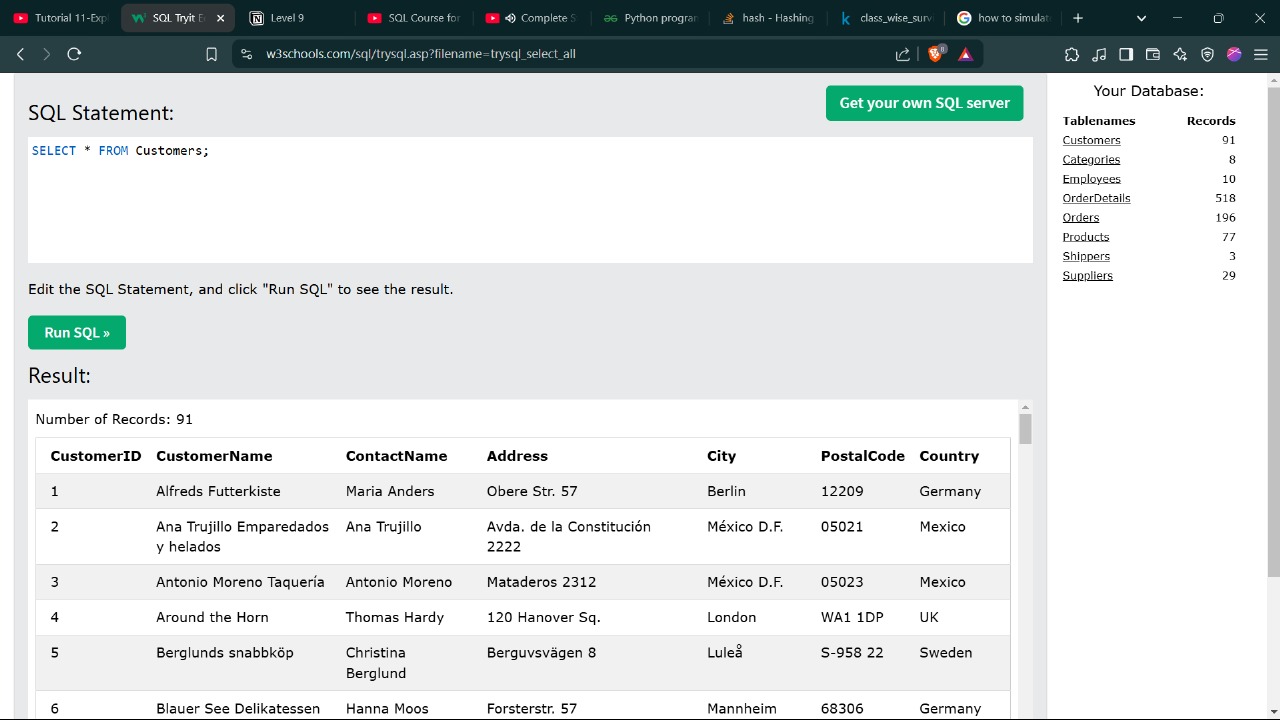 Tutorial 11-Expl
SQL Tryit E
Level 9
SQL Course for
Complete S
Python program
hash - Hashing
class_wise_surv
how to simulat
w3schools.com/sql/trysql.asp?filename=trysql_select_all
8
SQL Statement:
Get your own SQL server
SELECT * FROM Customers;
Edit the SQL Statement, and click "Run SQL" to see the result.
Run SQL »
Result:
Number of Records: 91
CustomerID CustomerName ContactName Address City PostalCode Country
1 Alfreds Futterkiste Maria Anders Obere Str. 57 Berlin 12209 Germany
2 Ana Trujillo Emparedados Ana Trujillo Avda. de la Constitución México D.F. 05021 Mexico
y helados 2222
3 Antonio Moreno Taquería Antonio Moreno Mataderos 2312 México D.F. 05023 Mexico
4 Around the Horn Thomas Hardy 120 Hanover Sq. London WA1 1DP UK
5 Berglunds snabbköp Christina Berguvsvägen 8 Luleå S-958 22 Sweden
Berglund
6 Blauer See Delikatessen Hanna Moos Forsterstr. 57 Mannheim 68306 Germany
Your Database:
Tablenames Records
Customers 91
Categories 8
Employees 10
OrderDetails 518
Orders 196
Products 77
Shippers 3
Suppliers 29